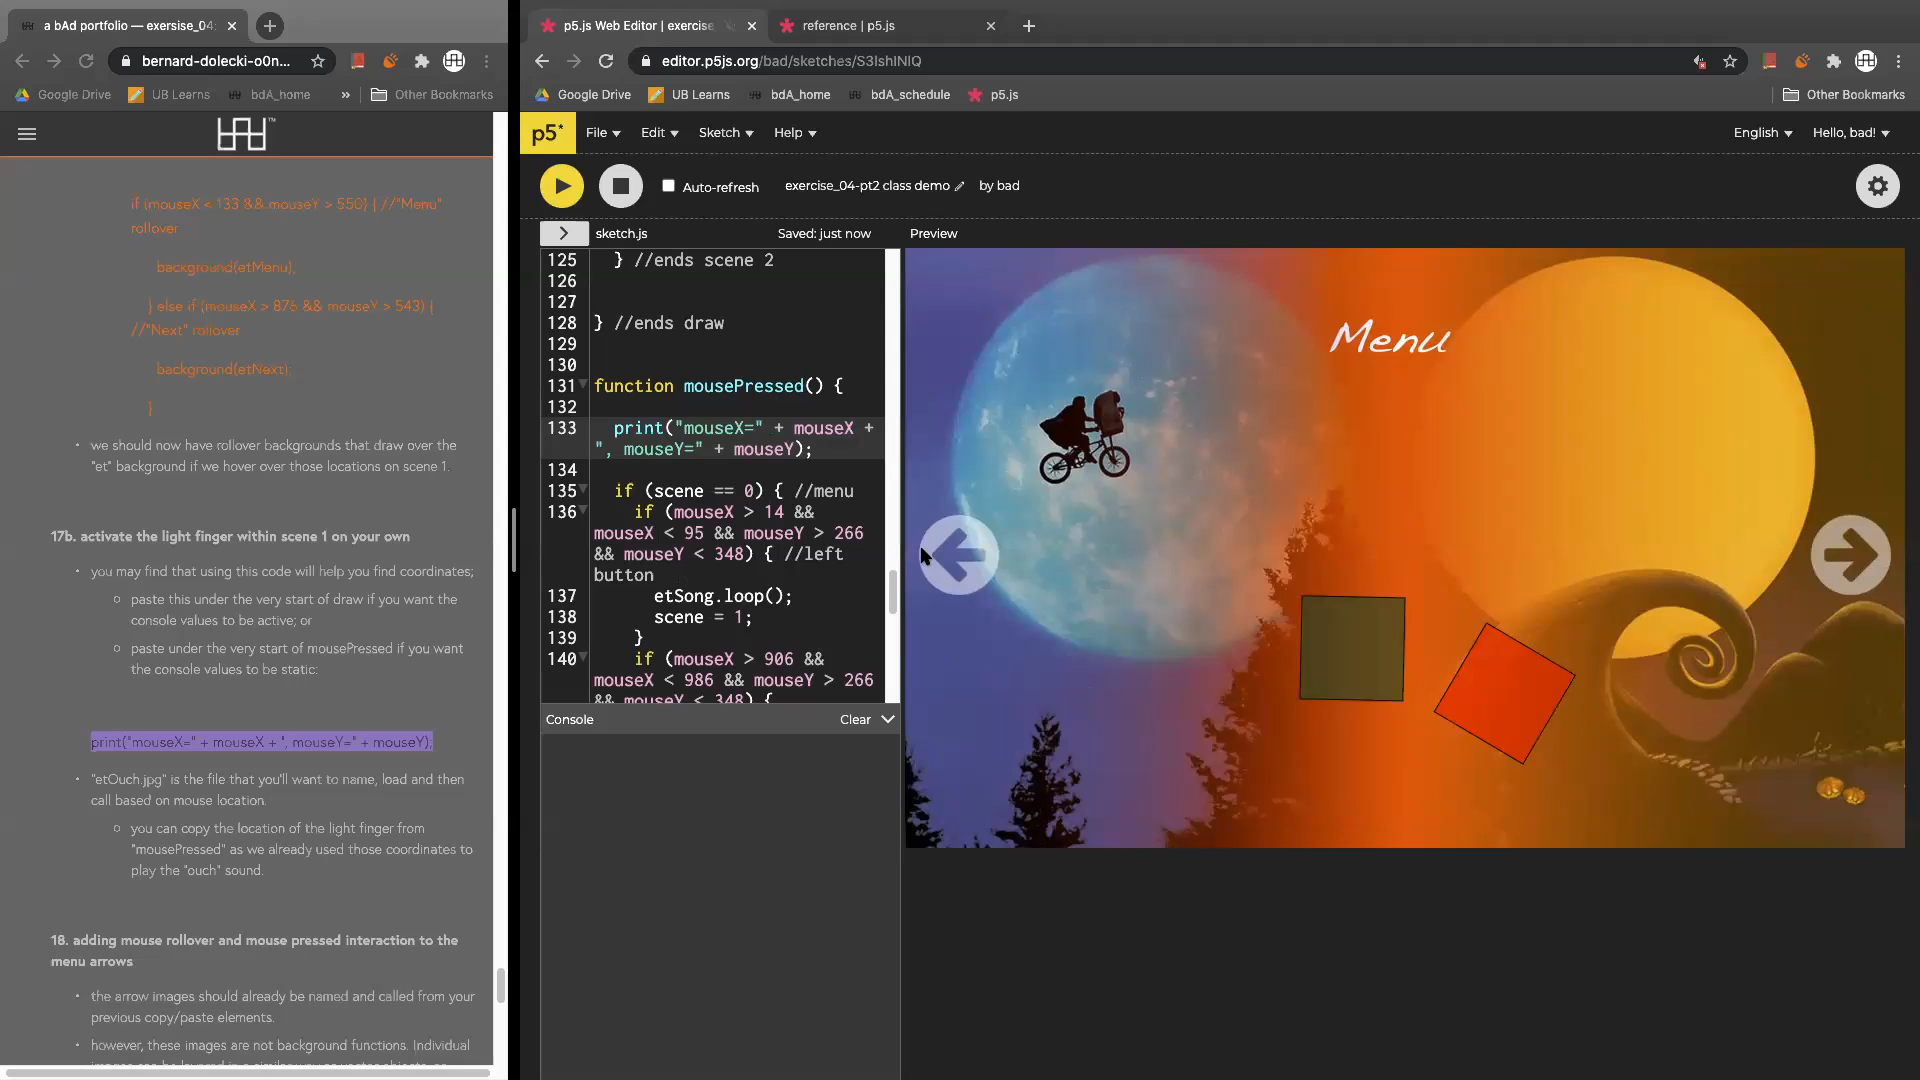 a bAd portfolio — exersise_04:
bernard-dolecki-o0n...
Google Drive
UB Learns
bdA_home
»
Other Bookmarks
if (mouseX < 133 && mouseY > 550) { //"Menu"
rollover
background(etMenu);
} else if (mouseX > 876 && mouseY > 543) {
//"Next" rollover
background(etNext);
}
we should now have rollover backgrounds that draw over the
"et" background if we hover over those locations on scene 1.
17b. activate the light finger within scene 1 on your own
you may find that using this code will help you find coordinates;
paste this under the very start of draw if you want the
console values to be active; or
paste under the very start of mousePressed if you want
the console values to be static:
print("mouseX=" + mouseX + ", mouseY=" + mouseY);
"etOuch.jpg" is the file that you'll want to name, load and then
call based on mouse location.
you can copy the location of the light finger from
"mousePressed" as we already used those coordinates to
play the "ouch" sound.
18. adding mouse rollover and mouse pressed interaction to the
menu arrows
the arrow images should already be named and called from your
previous copy/paste elements.
however, these images are not background functions. Individual
p5.js Web Editor | exercise
reference | p5.js
editor.p5js.org/bad/sketches/S3IshINIQ
Google Drive
UB Learns
bdA_home
bdA_schedule
p5.js
Other Bookmarks
p5*
File
Edit
Sketch
Help
English
Hello, bad!
Auto-refresh
exercise_04-pt2 class demo
by bad
sketch.js
Saved: just now
Preview
125 } //ends scene 2
126
127
128 } //ends draw
129
130
131 function mousePressed() {
132
133 print("mouseX=" + mouseX +
", mouseY=" + mouseY);
134
135 if (scene == 0) { //menu
136 if (mouseX > 14 &&
mouseX < 95 && mouseY > 266
&& mouseY < 348) { //left
button
137 etSong.loop();
138 scene = 1;
139 }
140 if (mouseX > 906 &&
mouseX < 986 && mouseY > 266
&& mouseY < 348) {
Console
Clear
Menu